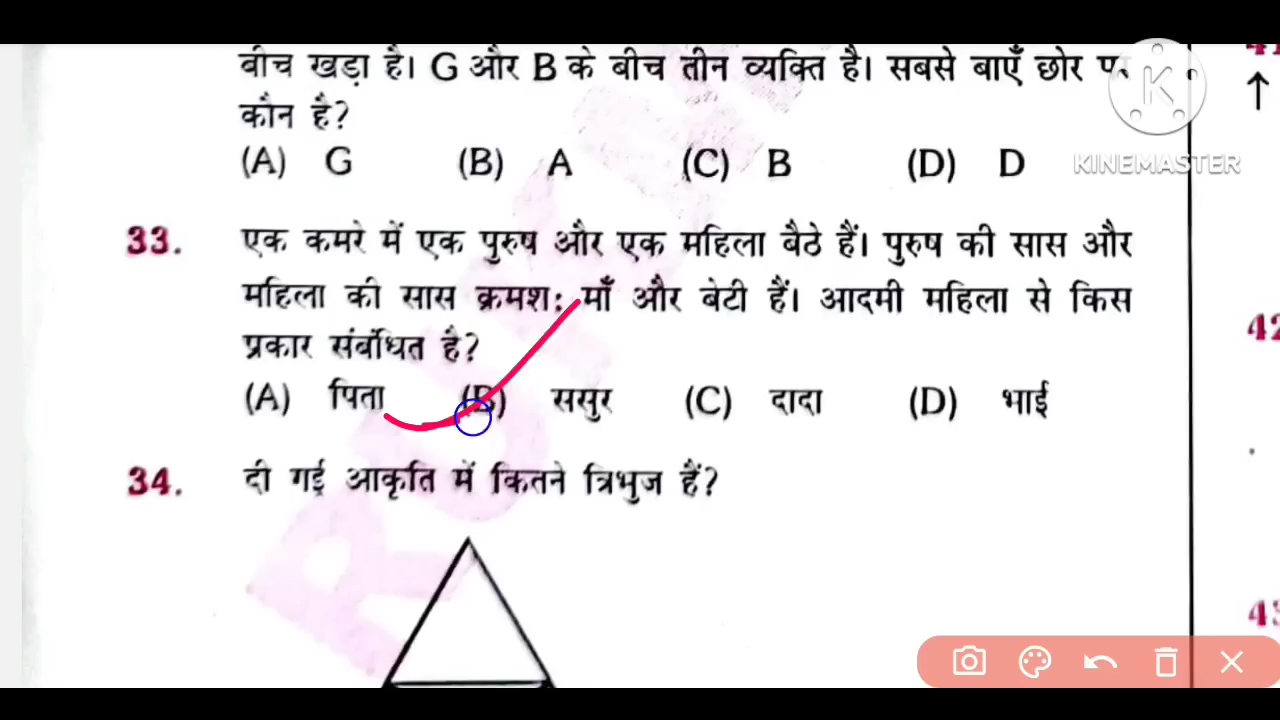 बीच खड़ा है। G और B के बीच तीन व्यक्ति है। सबसे बाएँ छोर पर
कौन है?
(A) G (B) A (C) B (D) D
33. एक कमरे में एक पुरुष और एक महिला बैठे हैं। पुरुष की सास और
महिला की सास क्रमशः माँ और बेटी हैं। आदमी महिला से किस
प्रकार संबंधित है?
(A) पिता (B) ससुर (C) दादा (D) भाई
34. दी गई आकृति में कितने त्रिभुज हैं?
K
KINEMASTER
42